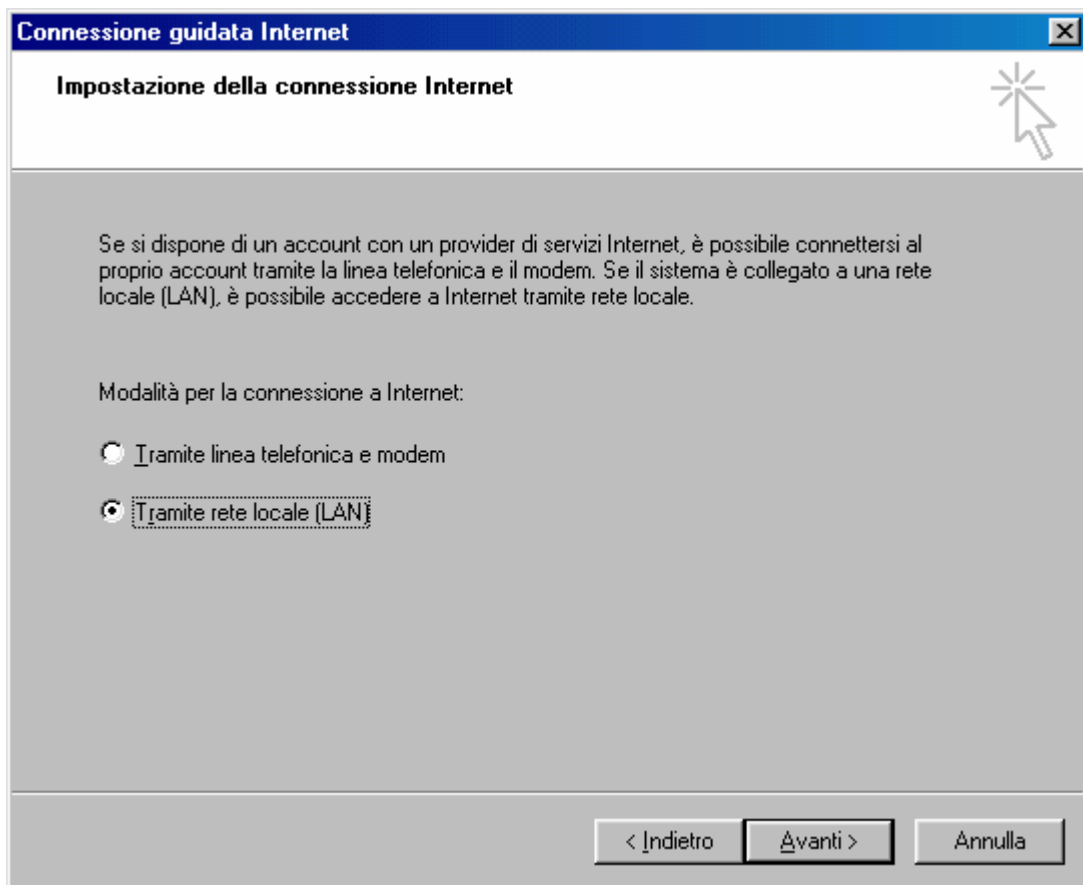 Connessione guidata Internet
Impostazione della connessione Internet
Se si dispone di un account con un provider di servizi Internet, è possibile connettersi al
proprio account tramite la linea telefonica e il modem. Se il sistema è collegato a una rete
locale (LAN), è possibile accedere a Internet tramite rete locale.
Modalità per la connessione a Internet:
Tramite linea telefonica e modem
Tramite rete locale (LAN)
< Indietro
Avanti >
Annulla